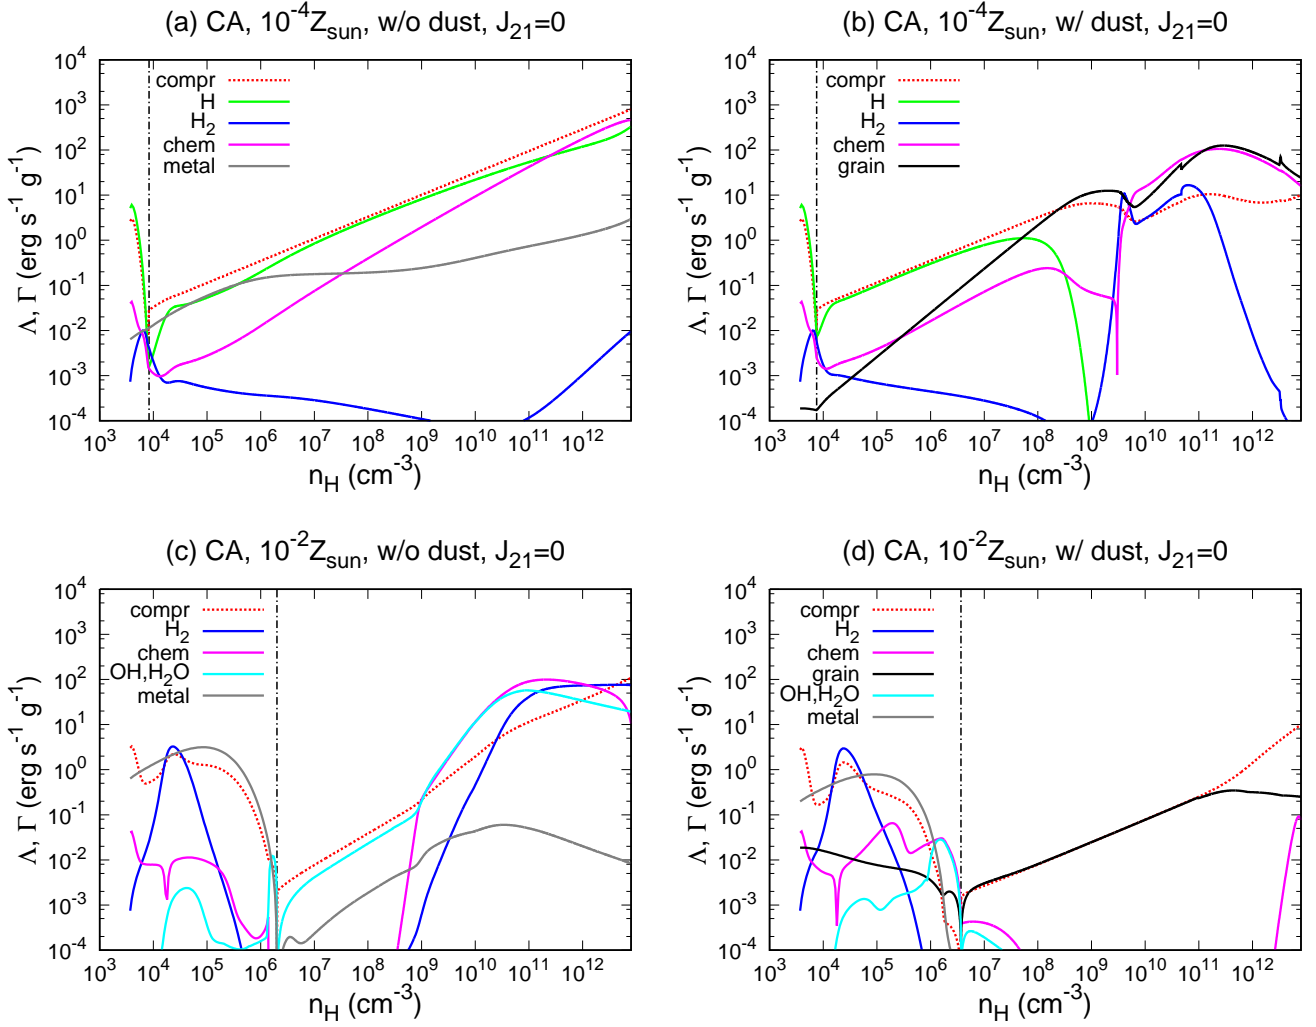 (a) CA, 10^-4 Z_sun, w/o dust, J_21=0
10^4
10^3
10^2
10^1
10^0
10^-1
10^-2
10^-3
10^-4
Λ, Γ (erg s^-1 g^-1)
compr
H
H_2
chem
metal
10^3 10^4 10^5 10^6 10^7 10^8 10^9 10^10 10^11 10^12
n_H (cm^-3)
(b) CA, 10^-4 Z_sun, w/ dust, J_21=0
10^4
10^3
10^2
10^1
10^0
10^-1
10^-2
10^-3
10^-4
Λ, Γ (erg s^-1 g^-1)
compr
H
H_2
chem
grain
10^3 10^4 10^5 10^6 10^7 10^8 10^9 10^10 10^11 10^12
n_H (cm^-3)
(c) CA, 10^-2 Z_sun, w/o dust, J_21=0
10^4
10^3
10^2
10^1
10^0
10^-1
10^-2
10^-3
10^-4
Λ, Γ (erg s^-1 g^-1)
compr
H_2
chem
OH,H_2O
metal
10^3 10^4 10^5 10^6 10^7 10^8 10^9 10^10 10^11 10^12
n_H (cm^-3)
(d) CA, 10^-2 Z_sun, w/ dust, J_21=0
10^4
10^3
10^2
10^1
10^0
10^-1
10^-2
10^-3
10^-4
Λ, Γ (erg s^-1 g^-1)
compr
H_2
chem
grain
OH,H_2O
metal
10^3 10^4 10^5 10^6 10^7 10^8 10^9 10^10 10^11 10^12
n_H (cm^-3)